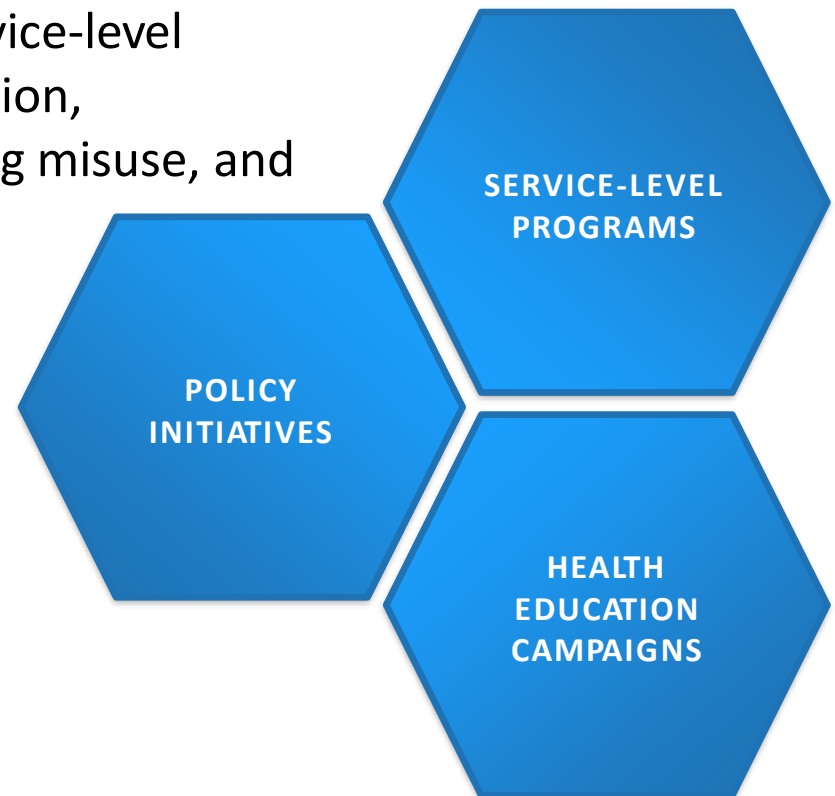 vice-level
ion,
g misuse, and
SERVICE-LEVEL
PROGRAMS
POLICY
INITIATIVES
HEALTH
EDUCATION
CAMPAIGNS